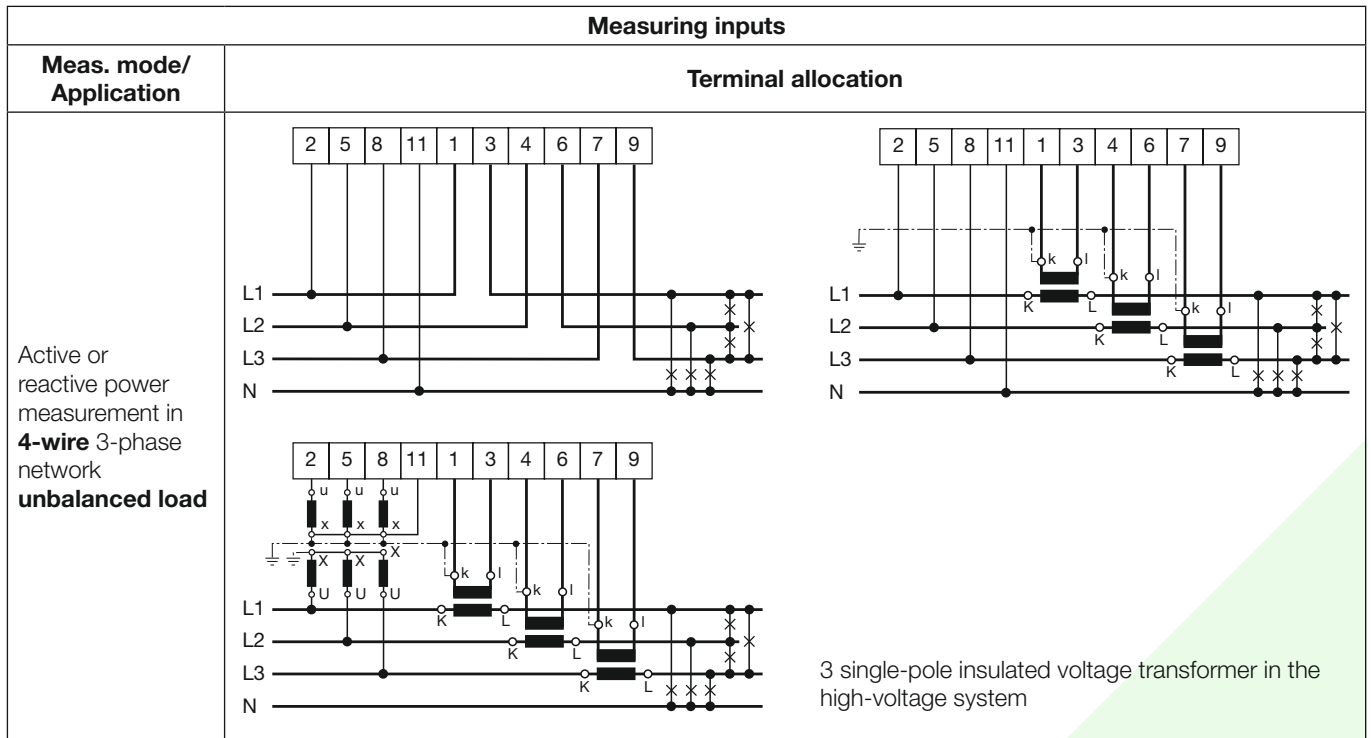 Measuring inputs
Meas. mode/
Application
Terminal allocation
Active or
reactive power
measurement in
4-wire 3-phase
network
unbalanced load
2 5 8 11 1 3 4 6 7 9
L1
L2
L3
N
2 5 8 11 1 3 4 6 7 9
k l
k l
k l
L1
K L
L2
K L
L3
K L
N
2 5 8 11 1 3 4 6 7 9
u u u
x x x
X X X
U U U
k l
k l
k l
L1
K L
L2
K L
L3
K L
N
3 single-pole insulated voltage transformer in the
high-voltage system